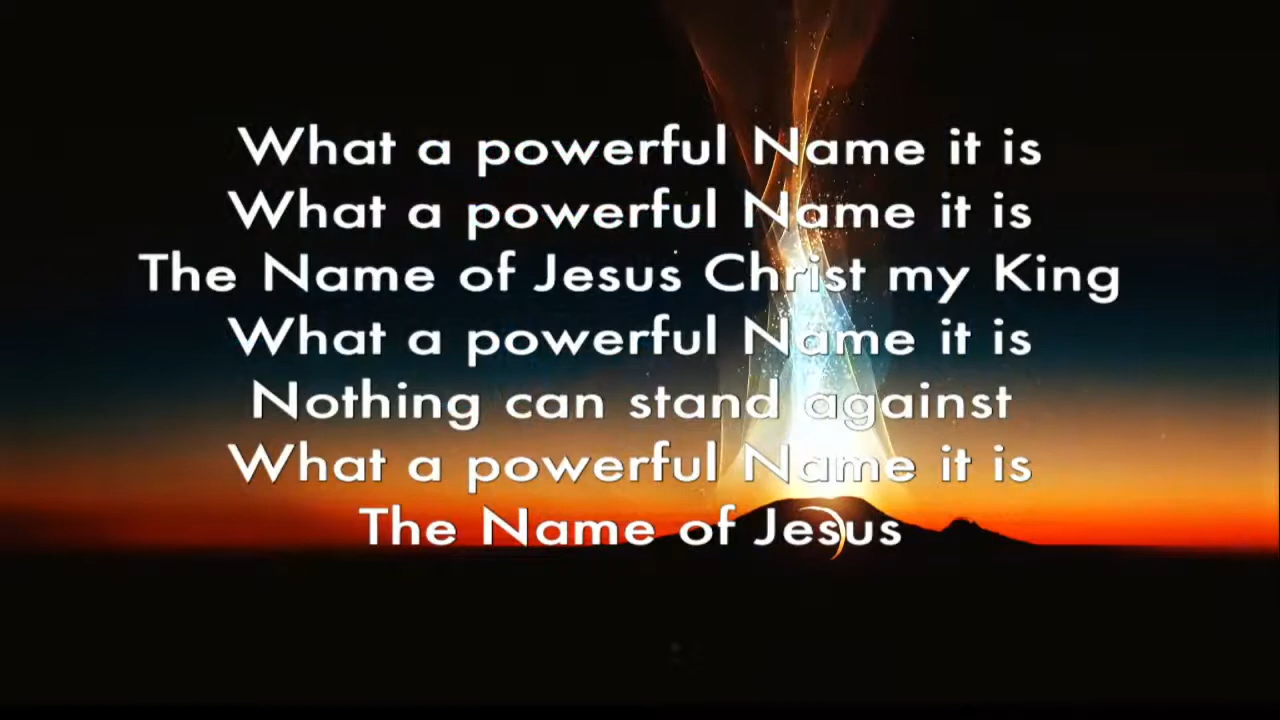 What a powerful Name it is
What a powerful Name it is
The Name of Jesus Christ my King
What a powerful Name it is
Nothing can stand against
What a powerful Name it is
The Name of Jesus